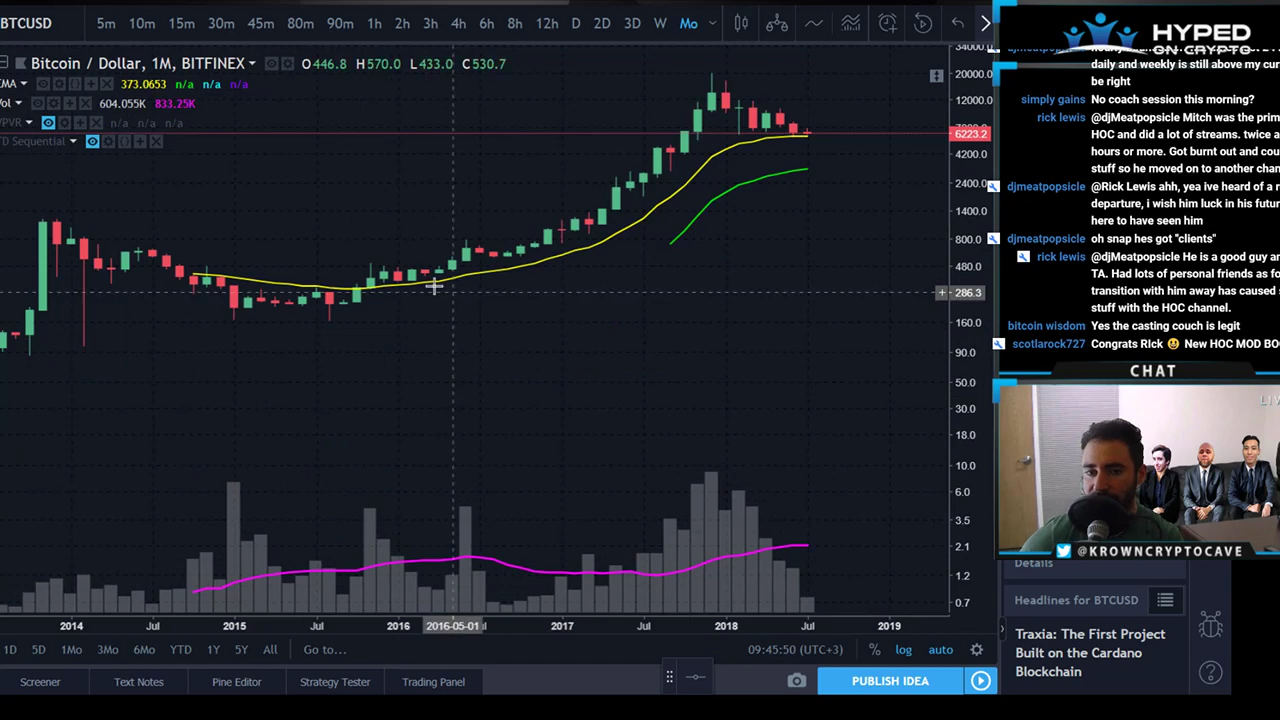 BTCUSD 5m 10m 15m 30m 45m 80m 90m 1h 2h 3h 4h 6h 8h 12h D 2D 3D W Mo
Bitcoin / Dollar, 1M, BITFINEX O446.8 H570.0 L433.0 C530.7
EMA 373.0653 n/a n/a n/a
Vol 604.055K 833.25K
VPVR n/a n/a n/a
TD Sequential
34000.0
20000.0
12000.0
6223.2
4200.0
2400.0
1400.0
800.0
480.0
286.3
160.0
90.0
50.0
30.0
18.0
10.0
6.0
3.5
2.1
1.2
0.7
2014 Jul 2015 Jul 2016 2016-05-01 2017 Jul 2018 Jul 2019
1D 5D 1Mo 3Mo 6Mo YTD 1Y 5Y All Go to... 09:45:50 (UTC+3) % log auto
Screener Text Notes Pine Editor Strategy Tester Trading Panel PUBLISH IDEA
HYPED
ON CRYPTO
daily and weekly is still above my cur
be right
simply gains No coach session this morning?
rick lewis @djMeatpopsicle Mitch was the prim
HOC and did a lot of streams. twice a
hours or more. Got burnt out and cou
stuff so he moved on to another chan
djmeatpopsicle @Rick Lewis ahh, yea ive heard of a r
departure, i wish him luck in his futur
here to have seen him
djmeatpopsicle oh snap hes got "clients"
rick lewis @djMeatpopsicle He is a good guy an
TA. Had lots of personal friends as fo
transition with him away has caused s
stuff with the HOC channel.
bitcoin wisdom Yes the casting couch is legit
scotlarock727 Congrats RIck New HOC MOD BO
CHAT
LIV
@KROWNCRYPTOCAVE
Details
Headlines for BTCUSD
Traxia: The First Project
Built on the Cardano
Blockchain